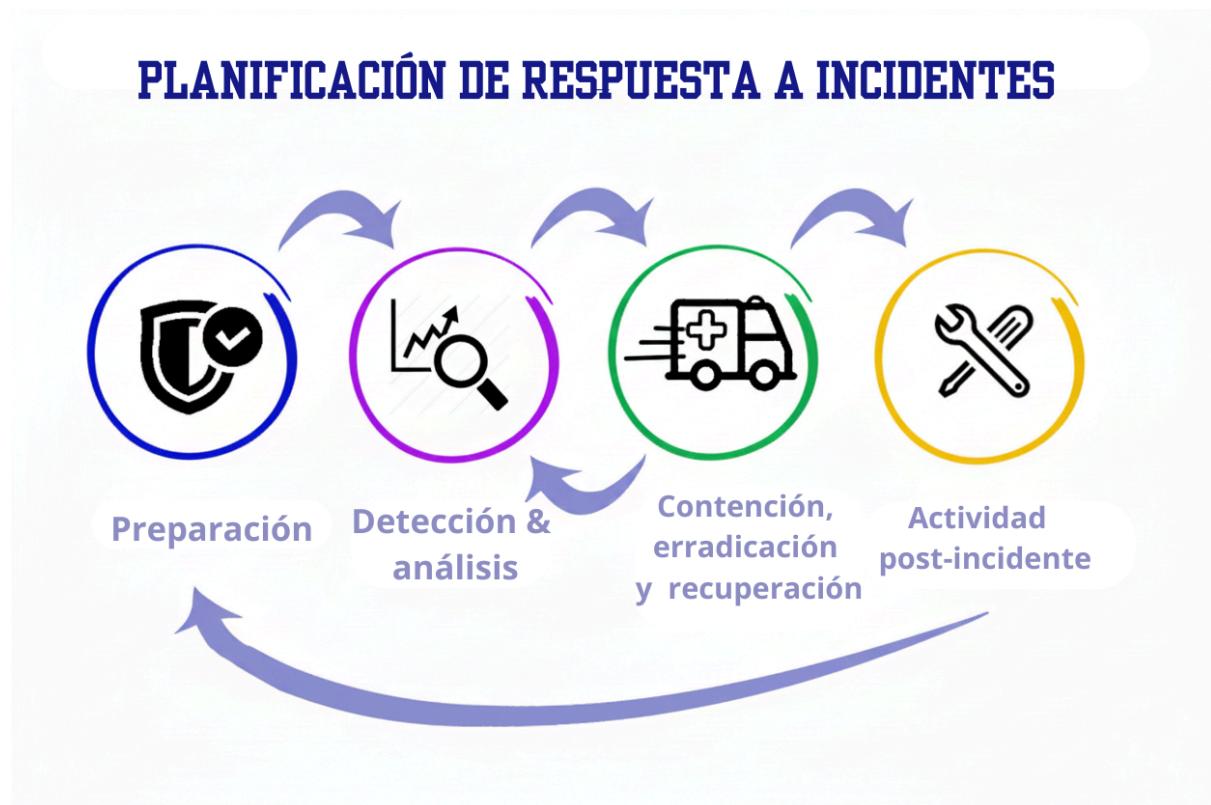 PLANIFICACIÓN DE RESPUESTA A INCIDENTES
Preparación
Detección &
análisis
Contención,
erradicación
y recuperación
Actividad
post-incidente